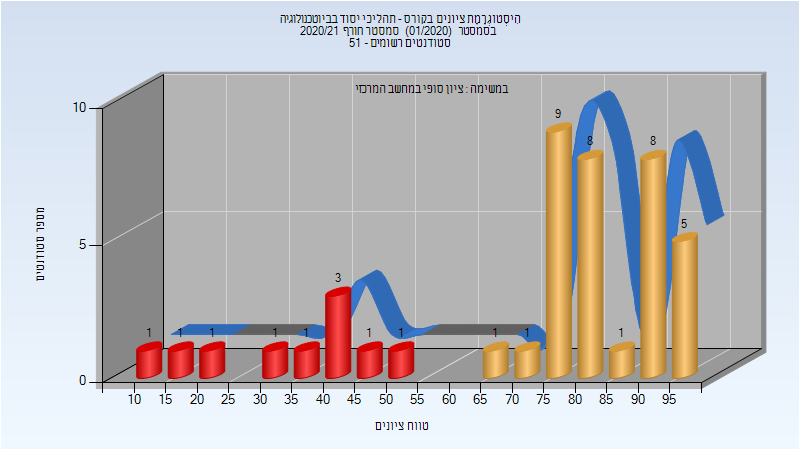 היסטוגרמת ציונים בקורס - תהליכי יסוד בביוטכנולוגיה
בסמסטר (01/2020) סמסטר חורף 2020/21
סטודנטים רשומים - 51
במשימה : ציון סופי במחשב המרכזי
מספר סטודנטים
10
5
0
1 1 1 1 1 3 1 1 1 1 9 8 1 8 5
10 15 20 25 30 35 40 45 50 55 60 65 70 75 80 85 90 95
טווח ציונים